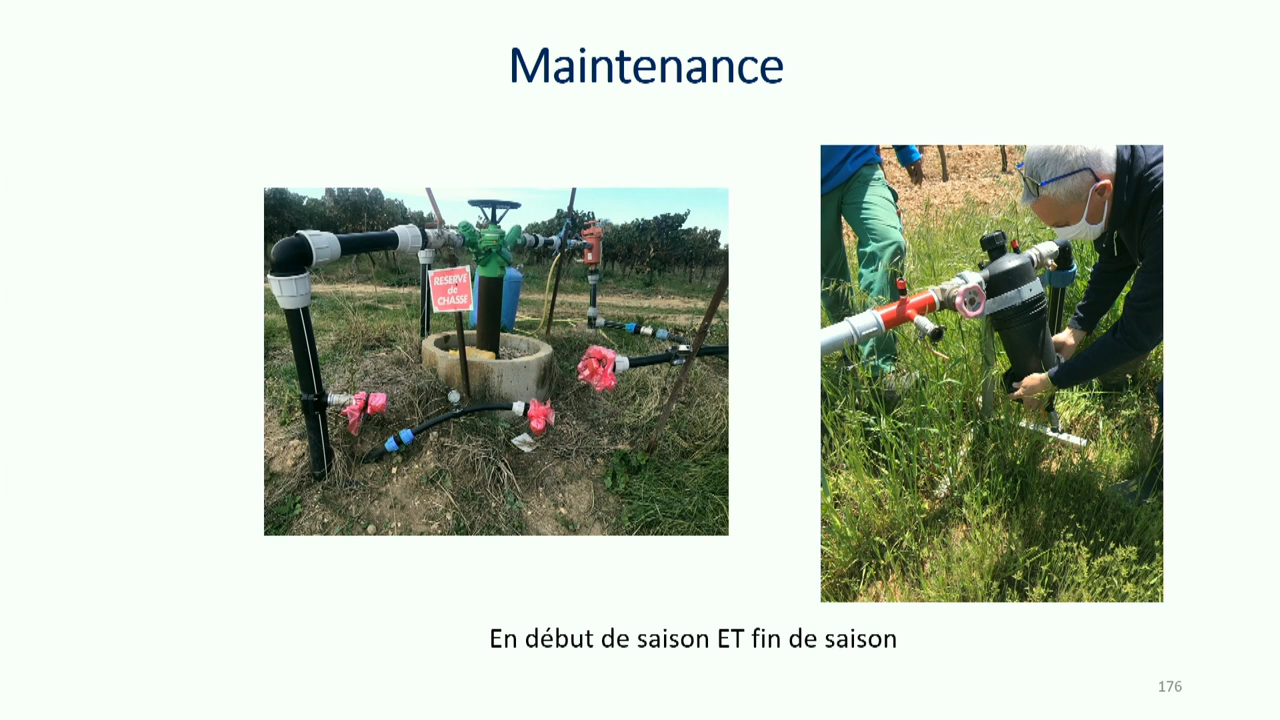 Maintenance
RESERVE
de
CHASSE
En début de saison ET fin de saison
176